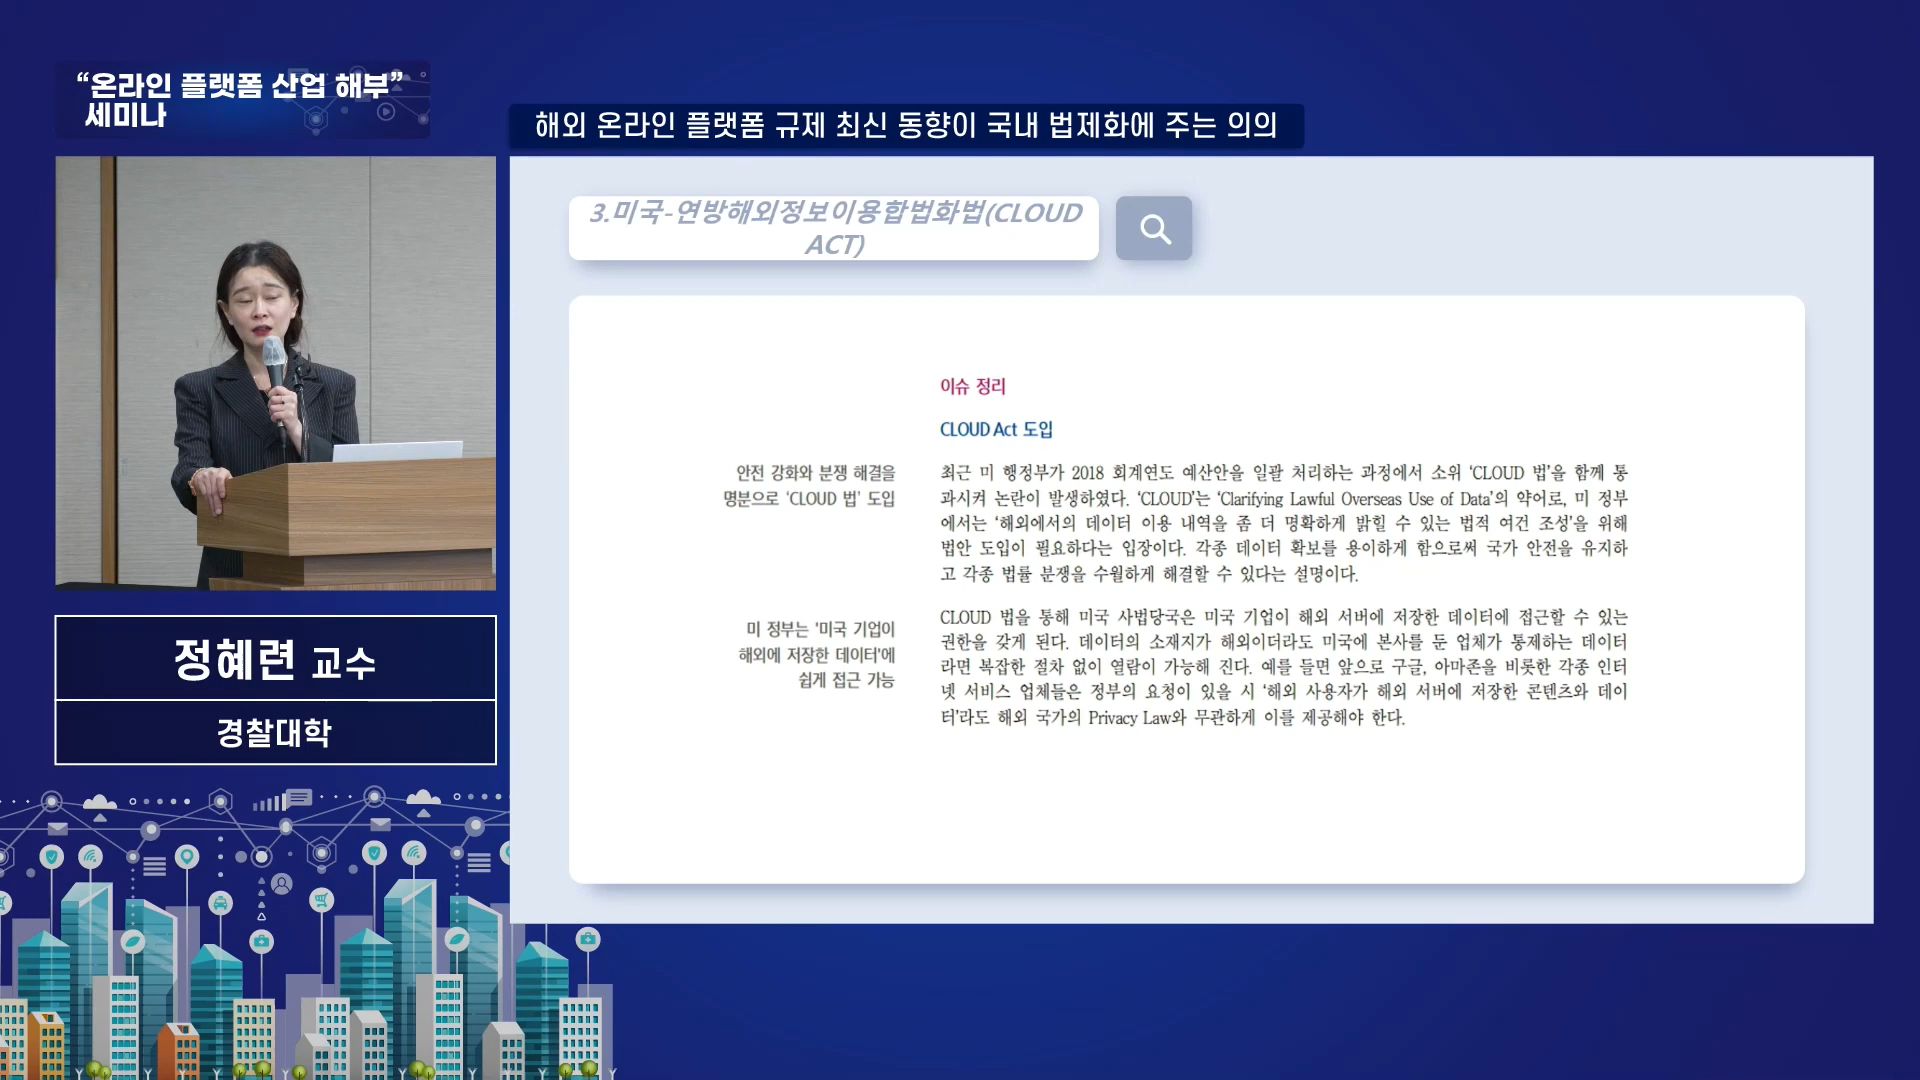 “온라인 플랫폼 산업 해부”
세미나
해외 온라인 플랫폼 규제 최신 동향이 국내 법제화에 주는 의의
3.미국-연방해외정보이용합법화법(CLOUD
ACT)
이슈 정리
CLOUD Act 도입
안전 강화와 분쟁 해결을
명분으로 ‘CLOUD 법’ 도입
최근 미 행정부가 2018 회계연도 예산안을 일괄 처리하는 과정에서 소위 ‘CLOUD 법’을 함께 통
과시켜 논란이 발생하였다. ‘CLOUD’는 ‘Clarifying Lawful Overseas Use of Data’의 약어로, 미 정부
에서는 ‘해외에서의 데이터 이용 내역을 좀 더 명확하게 밝힐 수 있는 법적 여건 조성’을 위해
법안 도입이 필요하다는 입장이다. 각종 데이터 확보를 용이하게 함으로써 국가 안전을 유지하
고 각종 법률 분쟁을 수월하게 해결할 수 있다는 설명이다.
미 정부는 '미국 기업이
해외에 저장한 데이터'에
쉽게 접근 가능
CLOUD 법을 통해 미국 사법당국은 미국 기업이 해외 서버에 저장한 데이터에 접근할 수 있는
권한을 갖게 된다. 데이터의 소재지가 해외이더라도 미국에 본사를 둔 업체가 통제하는 데이터
라면 복잡한 절차 없이 열람이 가능해 진다. 예를 들면 앞으로 구글, 아마존을 비롯한 각종 인터
넷 서비스 업체들은 정부의 요청이 있을 시 ‘해외 사용자가 해외 서버에 저장한 콘텐츠와 데이
터’라도 해외 국가의 Privacy Law와 무관하게 이를 제공해야 한다.
정혜련 교수
경찰대학